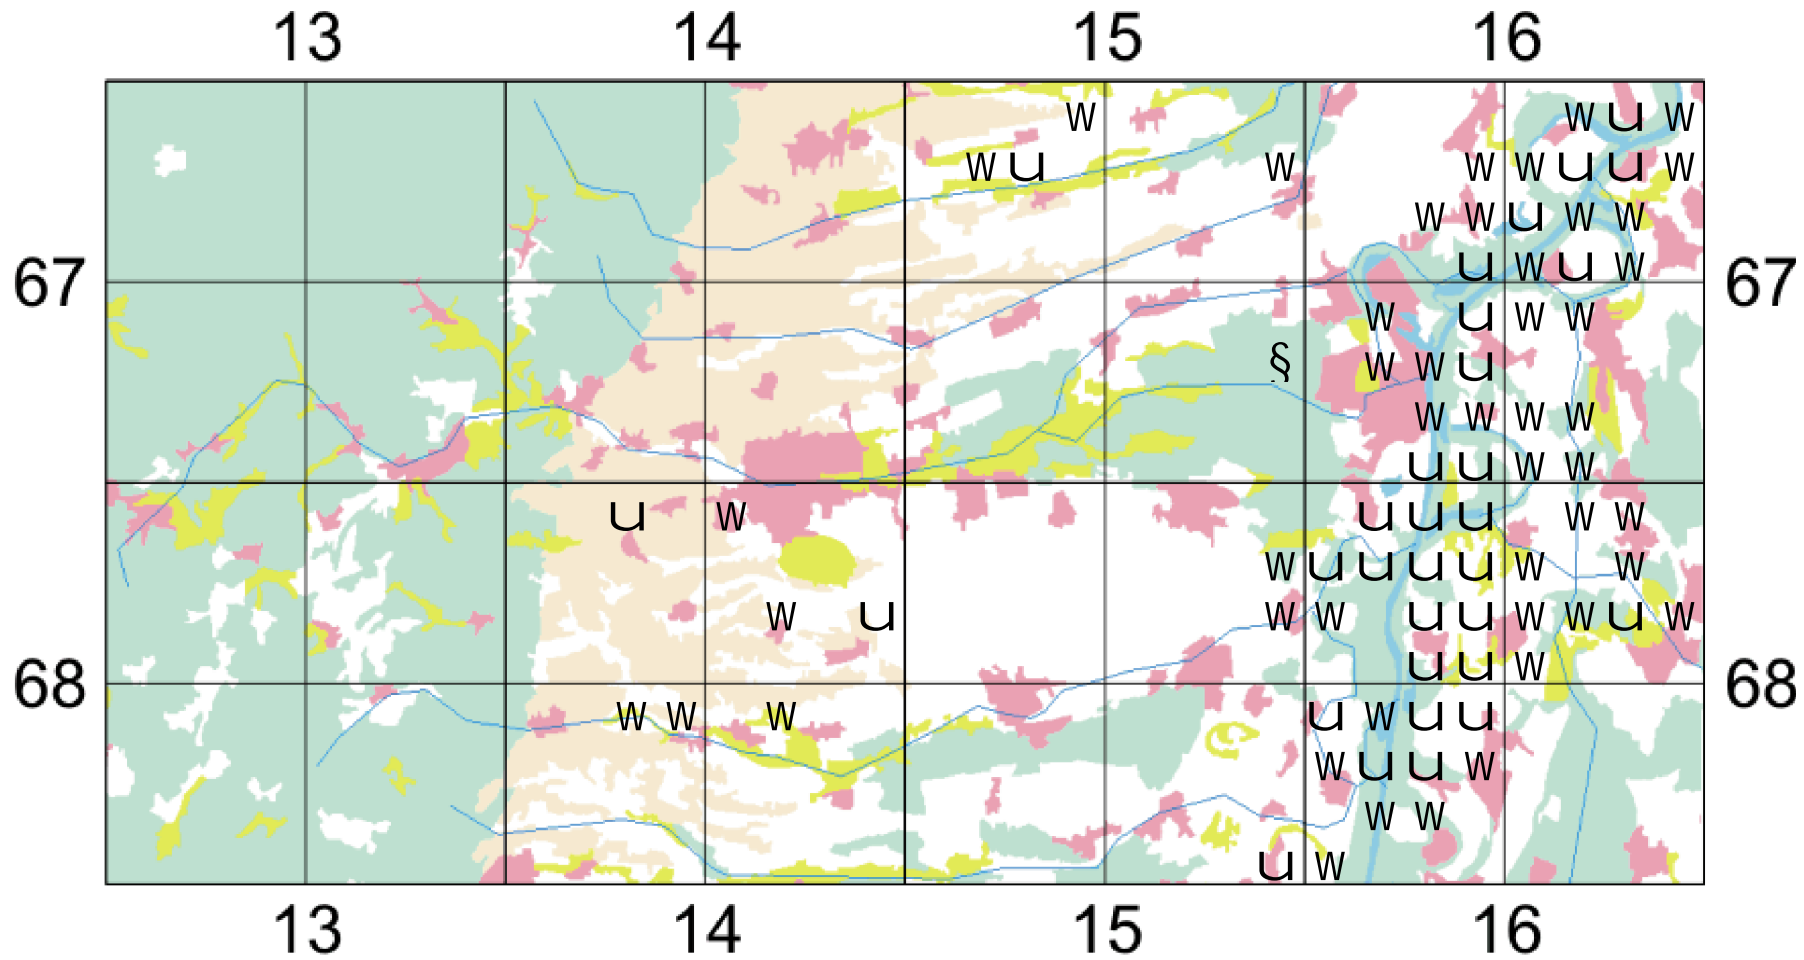 13 14 15 16
w w u w
w u w w w u u w
w w u w w
67 u w u w 67
w u w w
§ w w u
w w w w
u u w w
u w u u u w w
w u u u u w w
w u w w u u w w u w
68 u u w 68
w w w u w u u
w u u w
w w
u w
13 14 15 16